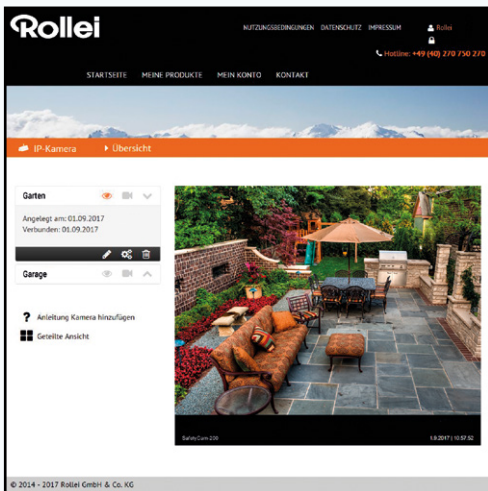 Rollei
NUTZUNGSBEDINGUNGEN DATENSCHUTZ IMPRESSUM Rollei
Hotline: +49 (40) 270 750 270
STARTSEITE MEINE PRODUKTE MEIN KONTO KONTAKT
IP-Kamera Übersicht
Garten
Angelegt am: 01.09.2017
Verbunden: 01.09.2017
Garage
? Anleitung Kamera hinzufügen
Geteilte Ansicht
SafetyCam 200
1.9.2017 | 10:57:52
© 2014 - 2017 Rollei GmbH & Co. KG